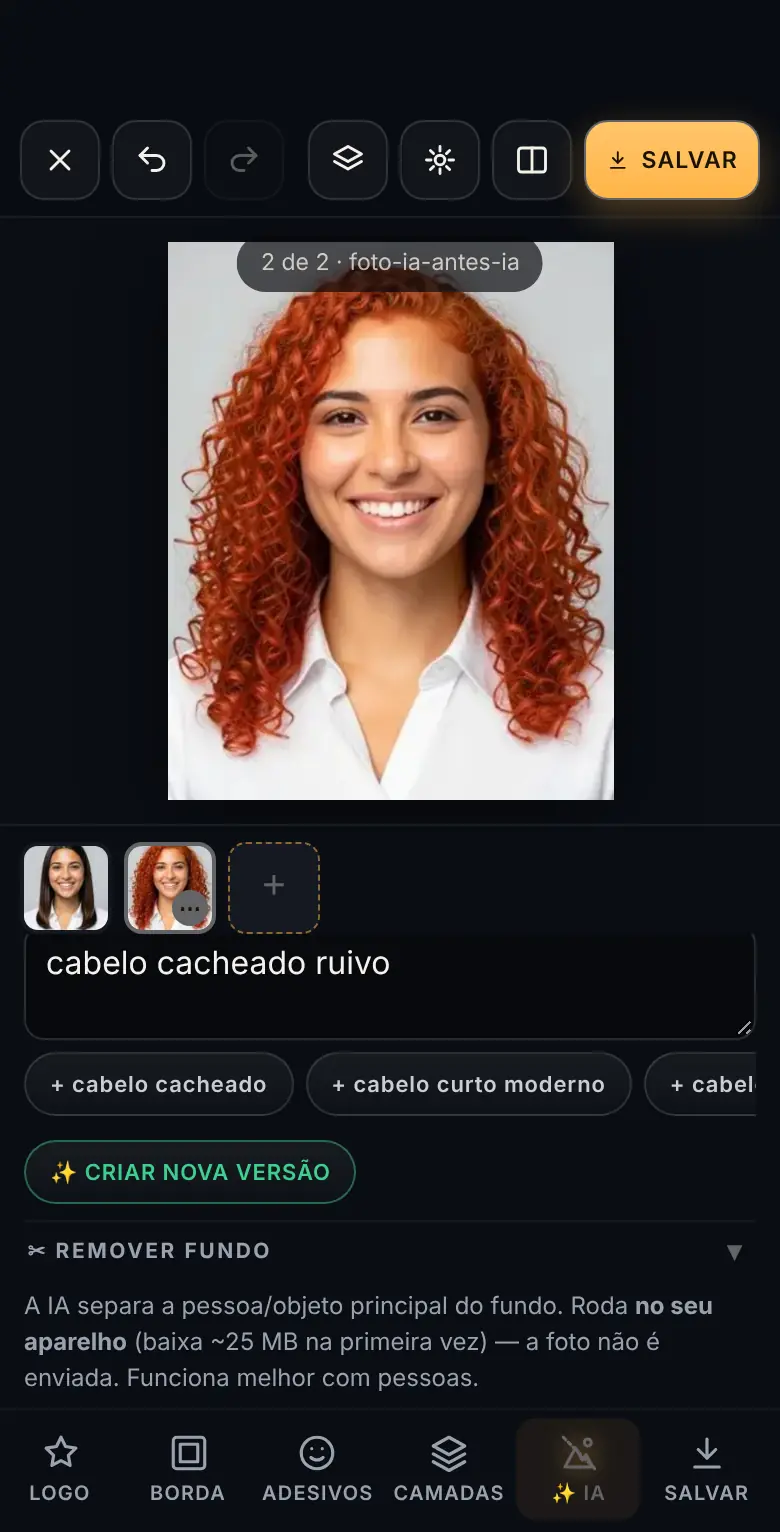 SALVAR
2 de 2 · foto-ia-antes-ia
cabelo cacheado ruivo
+ cabelo cacheado
+ cabelo curto moderno
+ cabel
✨ CRIAR NOVA VERSÃO
✂ REMOVER FUNDO ▼
A IA separa a pessoa/objeto principal do fundo. Roda no seu
aparelho (baixa ~25 MB na primeira vez) — a foto não é
enviada. Funciona melhor com pessoas.
LOGO
BORDA
ADESIVOS
CAMADAS
✨ IA
SALVAR